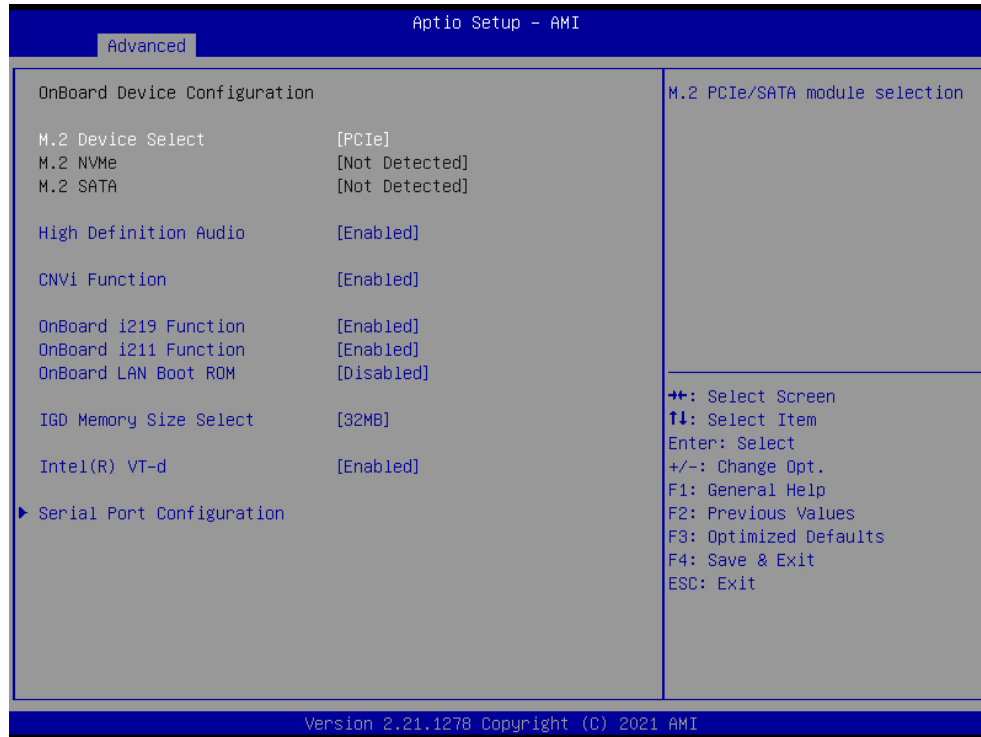 Aptio Setup – AMI
Advanced
OnBoard Device Configuration
M.2 Device Select [PCIe]
M.2 NVMe [Not Detected]
M.2 SATA [Not Detected]
High Definition Audio [Enabled]
CNVi Function [Enabled]
OnBoard i219 Function [Enabled]
OnBoard i211 Function [Enabled]
OnBoard LAN Boot ROM [Disabled]
IGD Memory Size Select [32MB]
Intel(R) VT-d [Enabled]
▶ Serial Port Configuration
M.2 PCIe/SATA module selection
→←: Select Screen
↑↓: Select Item
Enter: Select
+/-: Change Opt.
F1: General Help
F2: Previous Values
F3: Optimized Defaults
F4: Save & Exit
ESC: Exit
Version 2.21.1278 Copyright (C) 2021 AMI